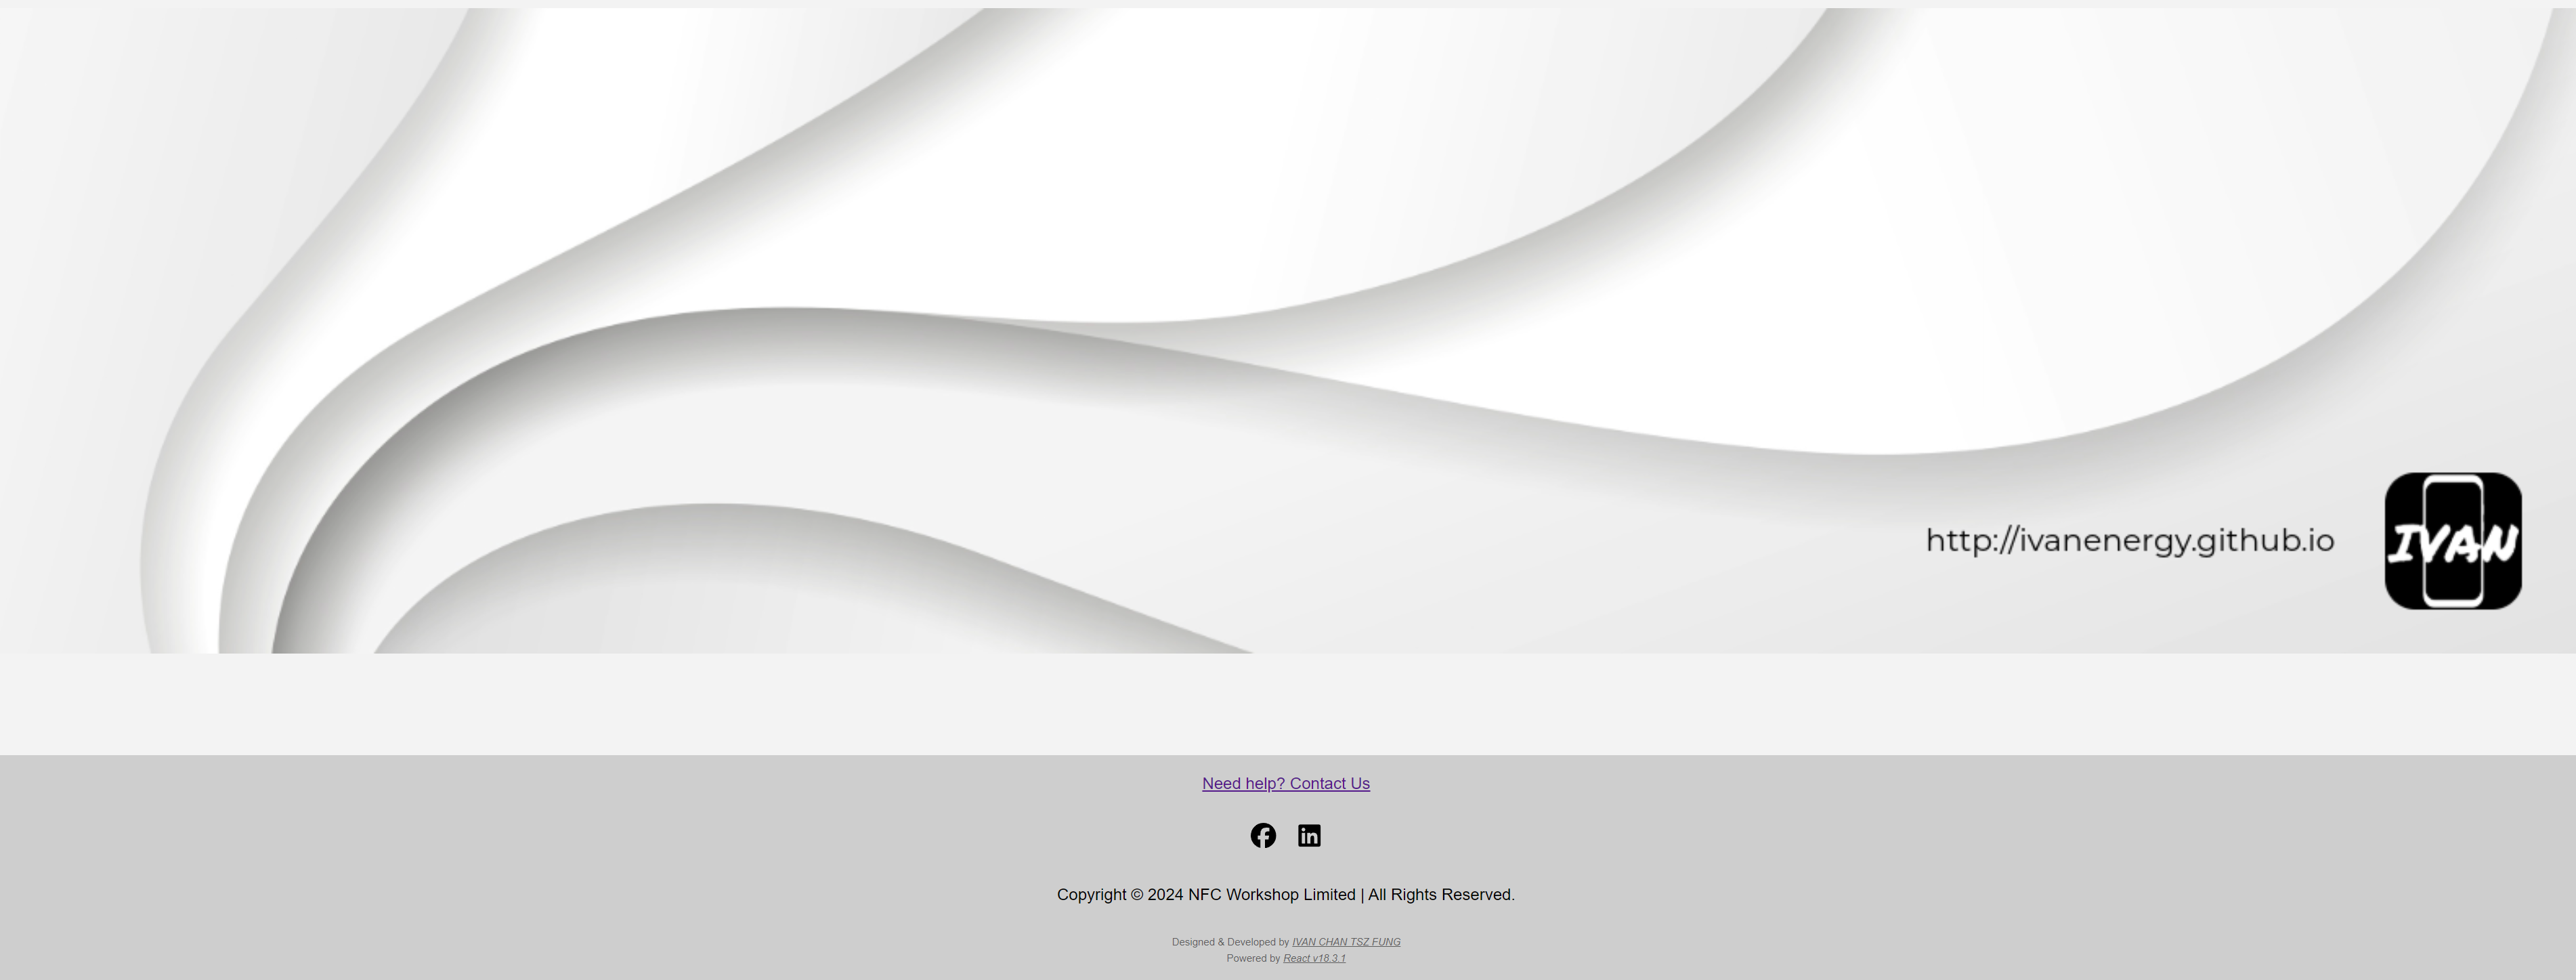 http://ivanenergy.github.io
IVAN
Need help? Contact Us
Copyright © 2024 NFC Workshop Limited | All Rights Reserved.
Designed & Developed by IVAN CHAN TSZ FUNG
Powered by React v18.3.1